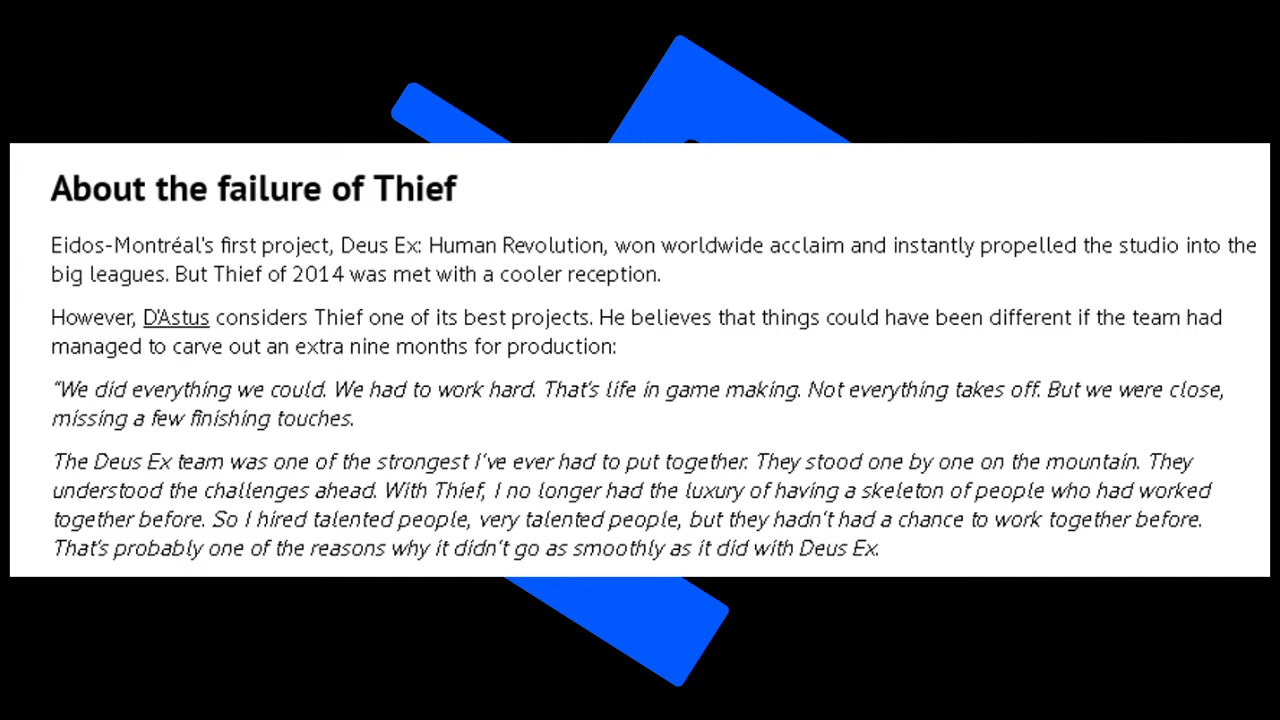 About the failure of Thief
Eidos-Montréal's first project, Deus Ex: Human Revolution, won worldwide acclaim and instantly propelled the studio into the
big leagues. But Thief of 2014 was met with a cooler reception.
However, D'Astus considers Thief one of its best projects. He believes that things could have been different if the team had
managed to carve out an extra nine months for production:
“We did everything we could. We had to work hard. That's life in game making. Not everything takes off. But we were close,
missing a few finishing touches.
The Deus Ex team was one of the strongest I've ever had to put together. They stood one by one on the mountain. They
understood the challenges ahead. With Thief, I no longer had the luxury of having a skeleton of people who had worked
together before. So I hired talented people, very talented people, but they hadn't had a chance to work together before.
That's probably one of the reasons why it didn't go as smoothly as it did with Deus Ex.